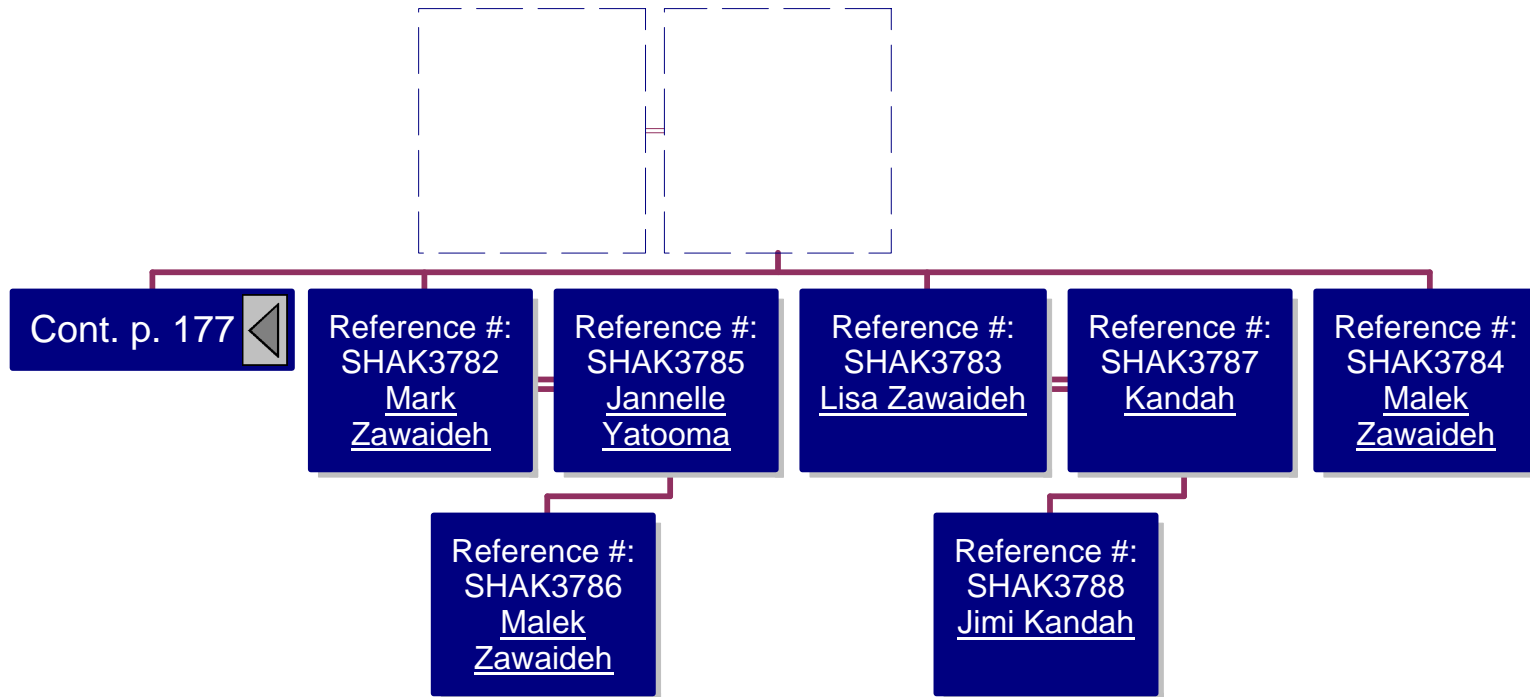 Cont. p. 177
Reference #:
SHAK3782
Mark
Zawaideh
Reference #:
SHAK3785
Jannelle
Yatooma
Reference #:
SHAK3783
Lisa Zawaideh
Reference #:
SHAK3787
Kandah
Reference #:
SHAK3784
Malek
Zawaideh
Reference #:
SHAK3786
Malek
Zawaideh
Reference #:
SHAK3788
Jimi Kandah